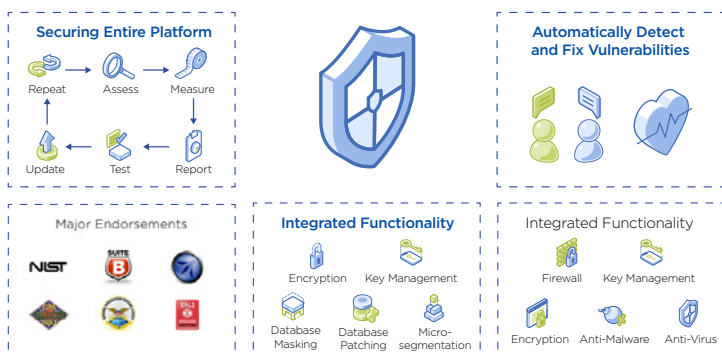 Securing Entire Platform
Repeat
Assess
Measure
Update
Test
Report
Automatically Detect
and Fix Vulnerabilities
Major Endorsements
NIST
SUITE
B
EAL2
Integrated Functionality
Encryption
Key Management
Database
Masking
Database
Patching
Micro-
segmentation
Integrated Functionality
Firewall
Key Management
Encryption
Anti-Malware
Anti-Virus